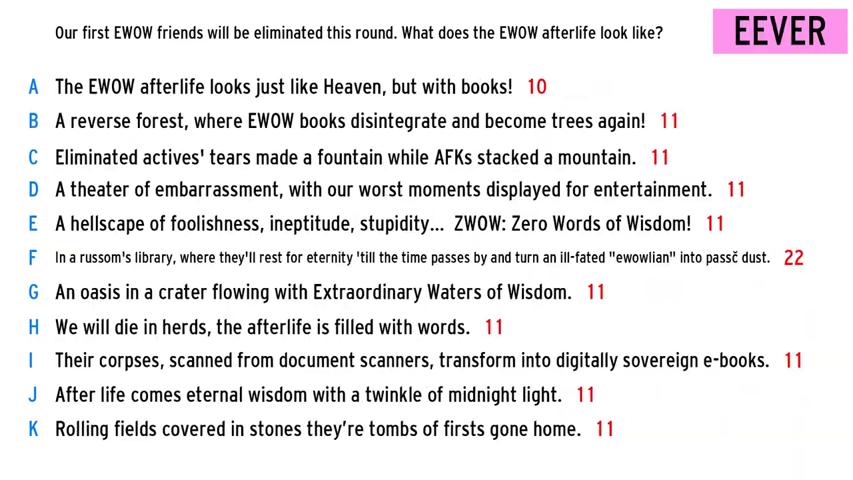 Our first EWOW friends will be eliminated this round. What does the EWOW afterlife look like?
EEVER
A The EWOW afterlife looks just like Heaven, but with books! 10
B A reverse forest, where EWOW books disintegrate and become trees again! 11
C Eliminated actives' tears made a fountain while AFKs stacked a mountain. 11
D A theater of embarrassment, with our worst moments displayed for entertainment. 11
E A hellscape of foolishness, ineptitude, stupidity... ZWOW: Zero Words of Wisdom! 11
F In a russom's library, where they'll rest for eternity 'till the time passes by and turn an ill-fated "ewowlian" into passč dust. 22
G An oasis in a crater flowing with Extraordinary Waters of Wisdom. 11
H We will die in herds, the afterlife is filled with words. 11
I Their corpses, scanned from document scanners, transform into digitally sovereign e-books. 11
J After life comes eternal wisdom with a twinkle of midnight light. 11
K Rolling fields covered in stones they're tombs of firsts gone home. 11